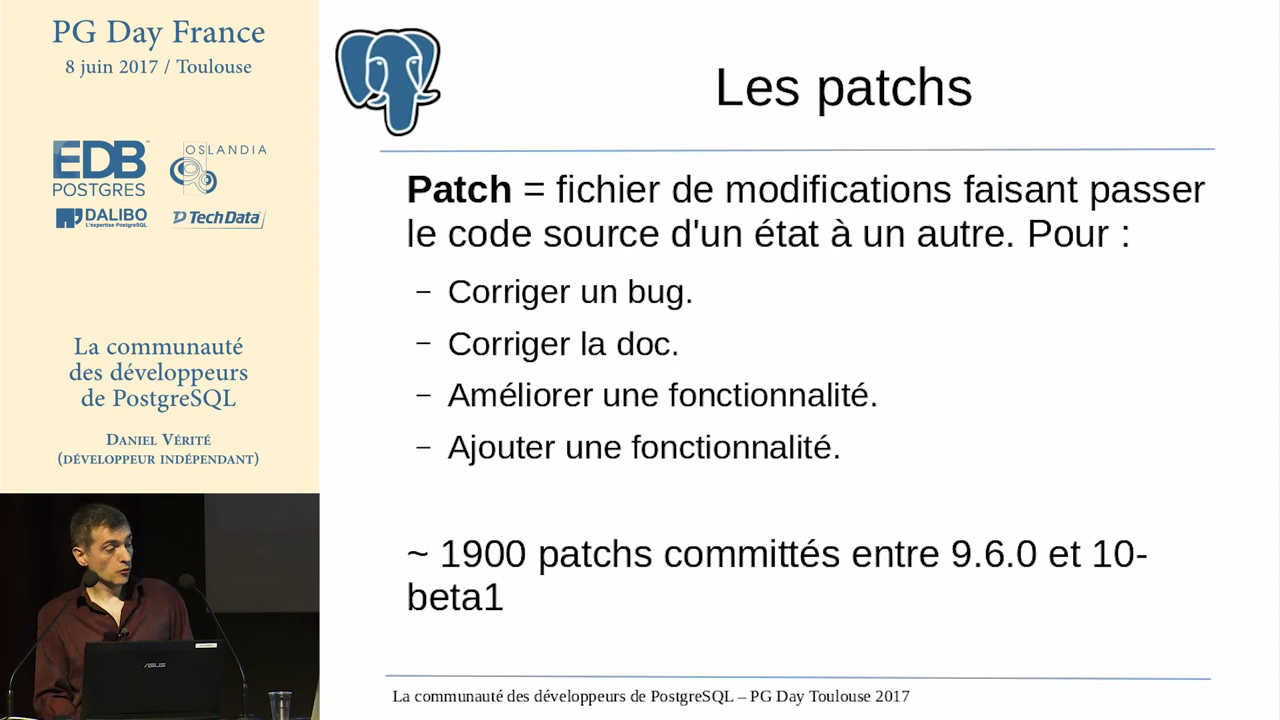 PG Day France
8 juin 2017 / Toulouse
EDB
POSTGRES
OSLANDIA
DALIBO
L'expertise PostgreSQL
TechData
La communauté
des développeurs
de PostgreSQL
Daniel Vérité
(développeur indépendant)
ASUS
Les patchs
Patch = fichier de modifications faisant passer
le code source d'un état à un autre. Pour :
– Corriger un bug.
– Corriger la doc.
– Améliorer une fonctionnalité.
– Ajouter une fonctionnalité.
~ 1900 patchs committés entre 9.6.0 et 10-
beta1
La communauté des développeurs de PostgreSQL – PG Day Toulouse 2017